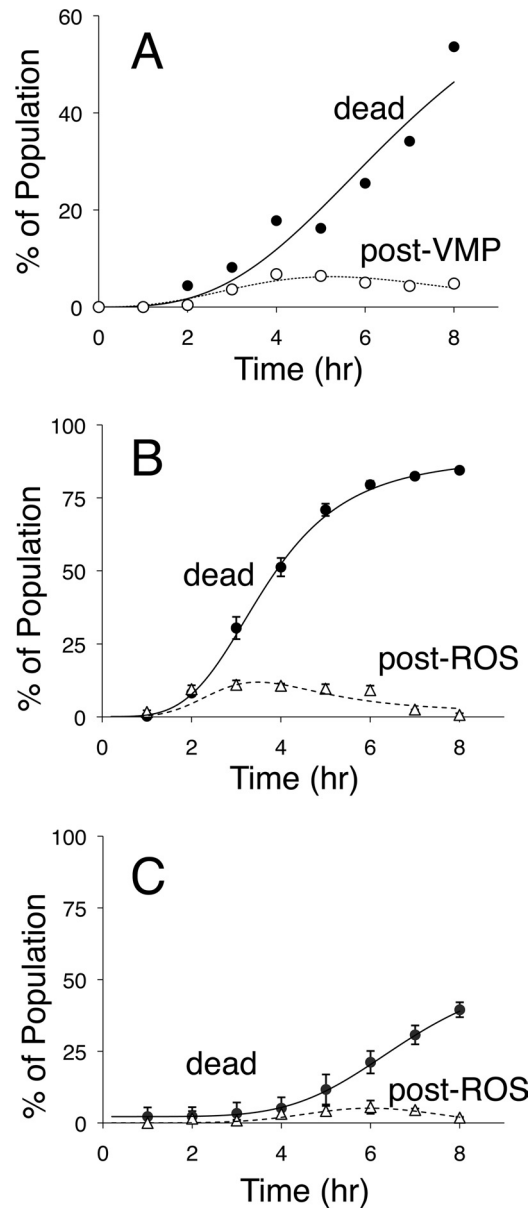 A
% of Population
60
40
20
0
dead
post-VMP
0 2 4 6 8
Time (hr)
B
% of Population
100
75
50
25
0
dead
post-ROS
0 2 4 6 8
Time (hr)
C
% of Population
100
75
50
25
0
dead
post-ROS
0 2 4 6 8
Time (hr)